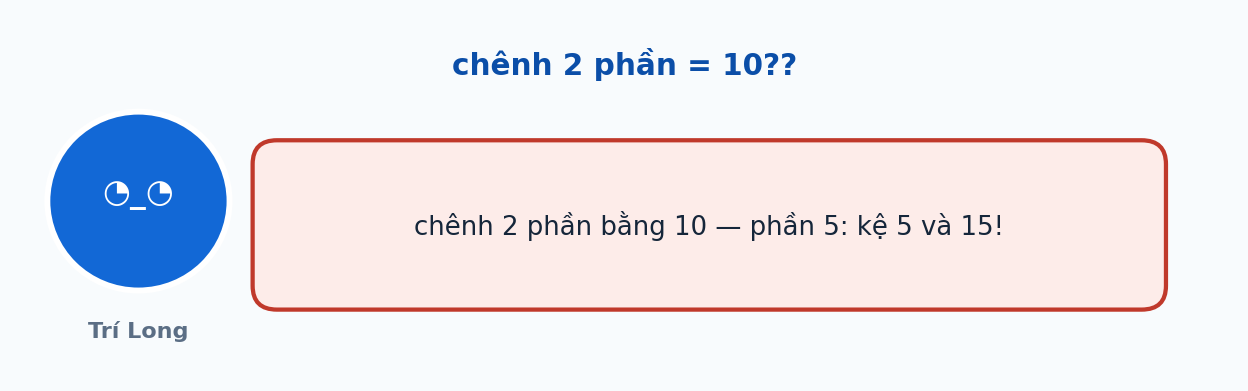 chênh 2 phần = 10??
◔_◔
chênh 2 phần bằng 10 — phần 5: kệ 5 và 15!
Trí Long